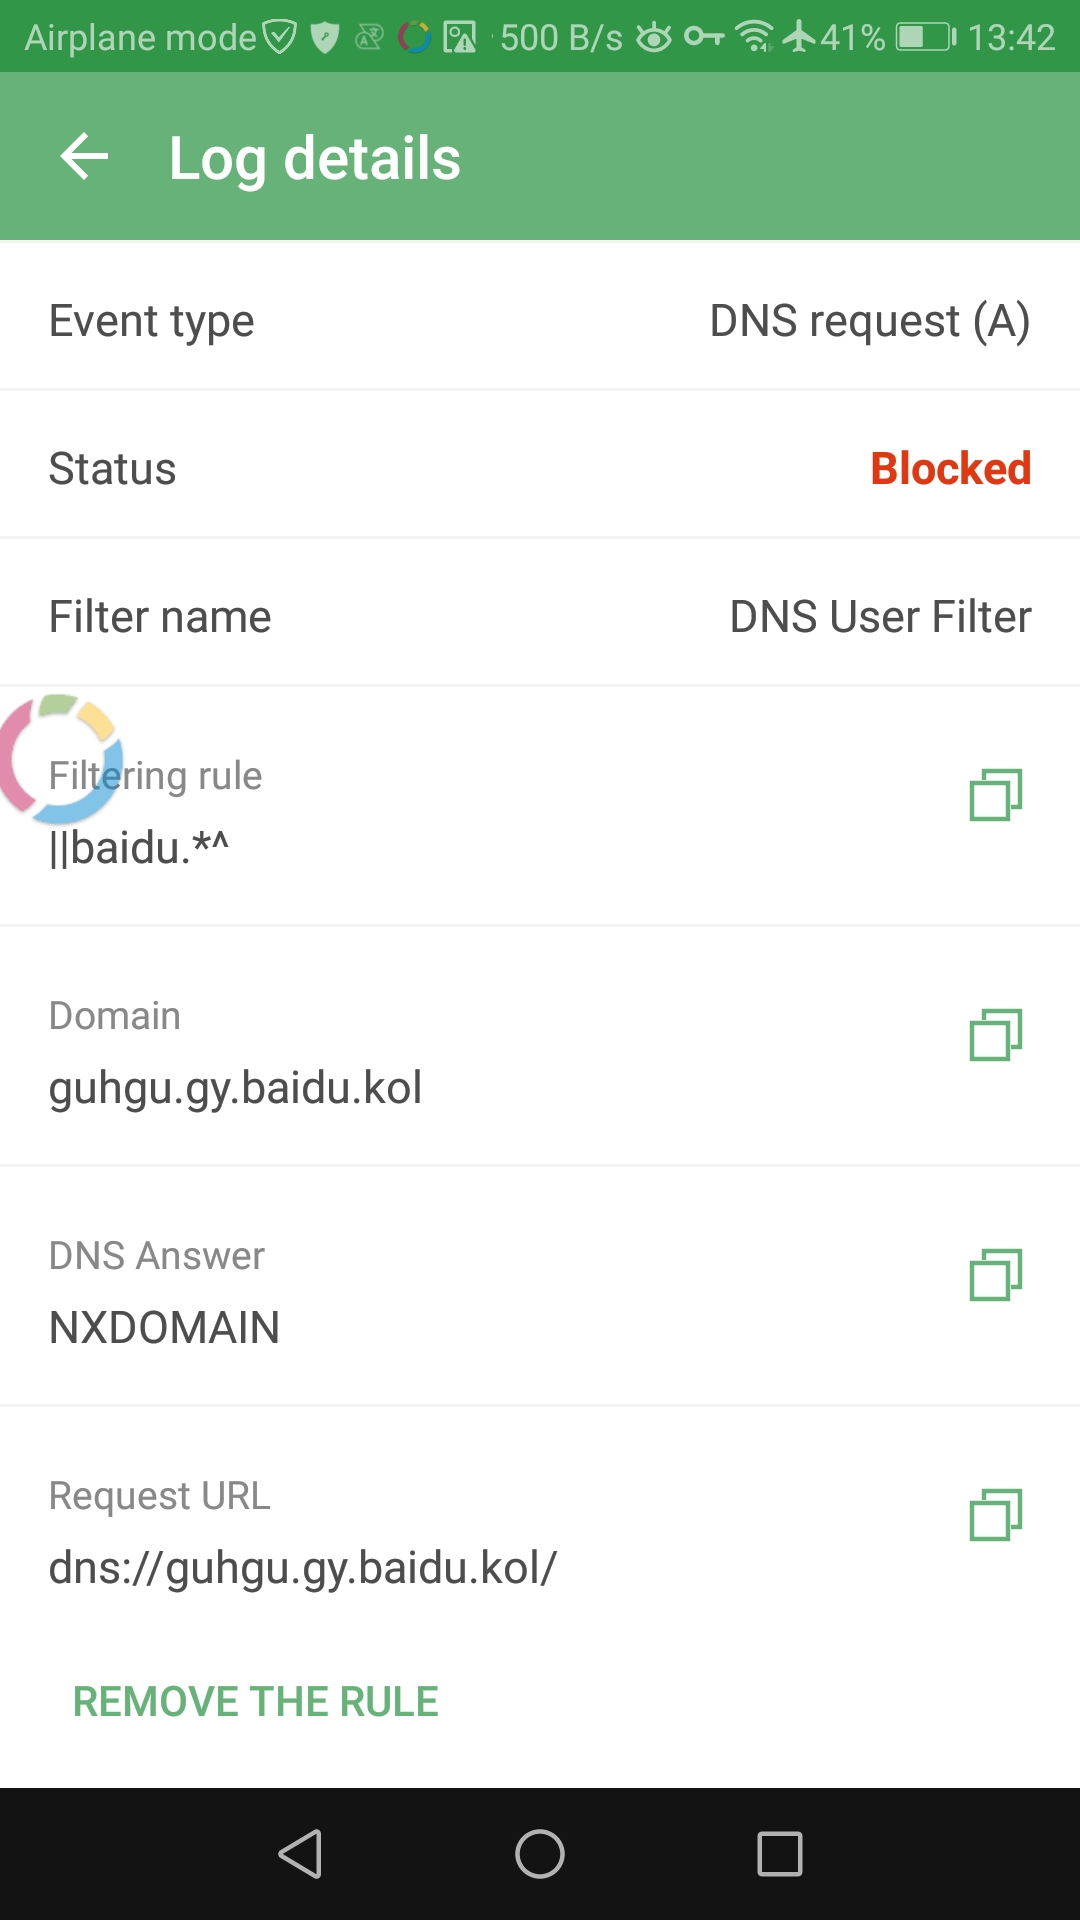 Airplane mode 500 B/s 41% 13:42
Log details
Event type DNS request (A)
Status Blocked
Filter name DNS User Filter
Filtering rule
||baidu.*^
Domain
guhgu.gy.baidu.kol
DNS Answer
NXDOMAIN
Request URL
dns://guhgu.gy.baidu.kol/
REMOVE THE RULE